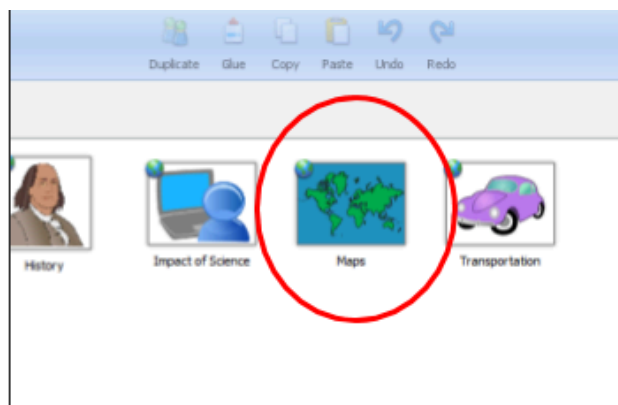 Duplicate Glue Copy Paste Undo Redo
History Impact of Science Maps Transportation